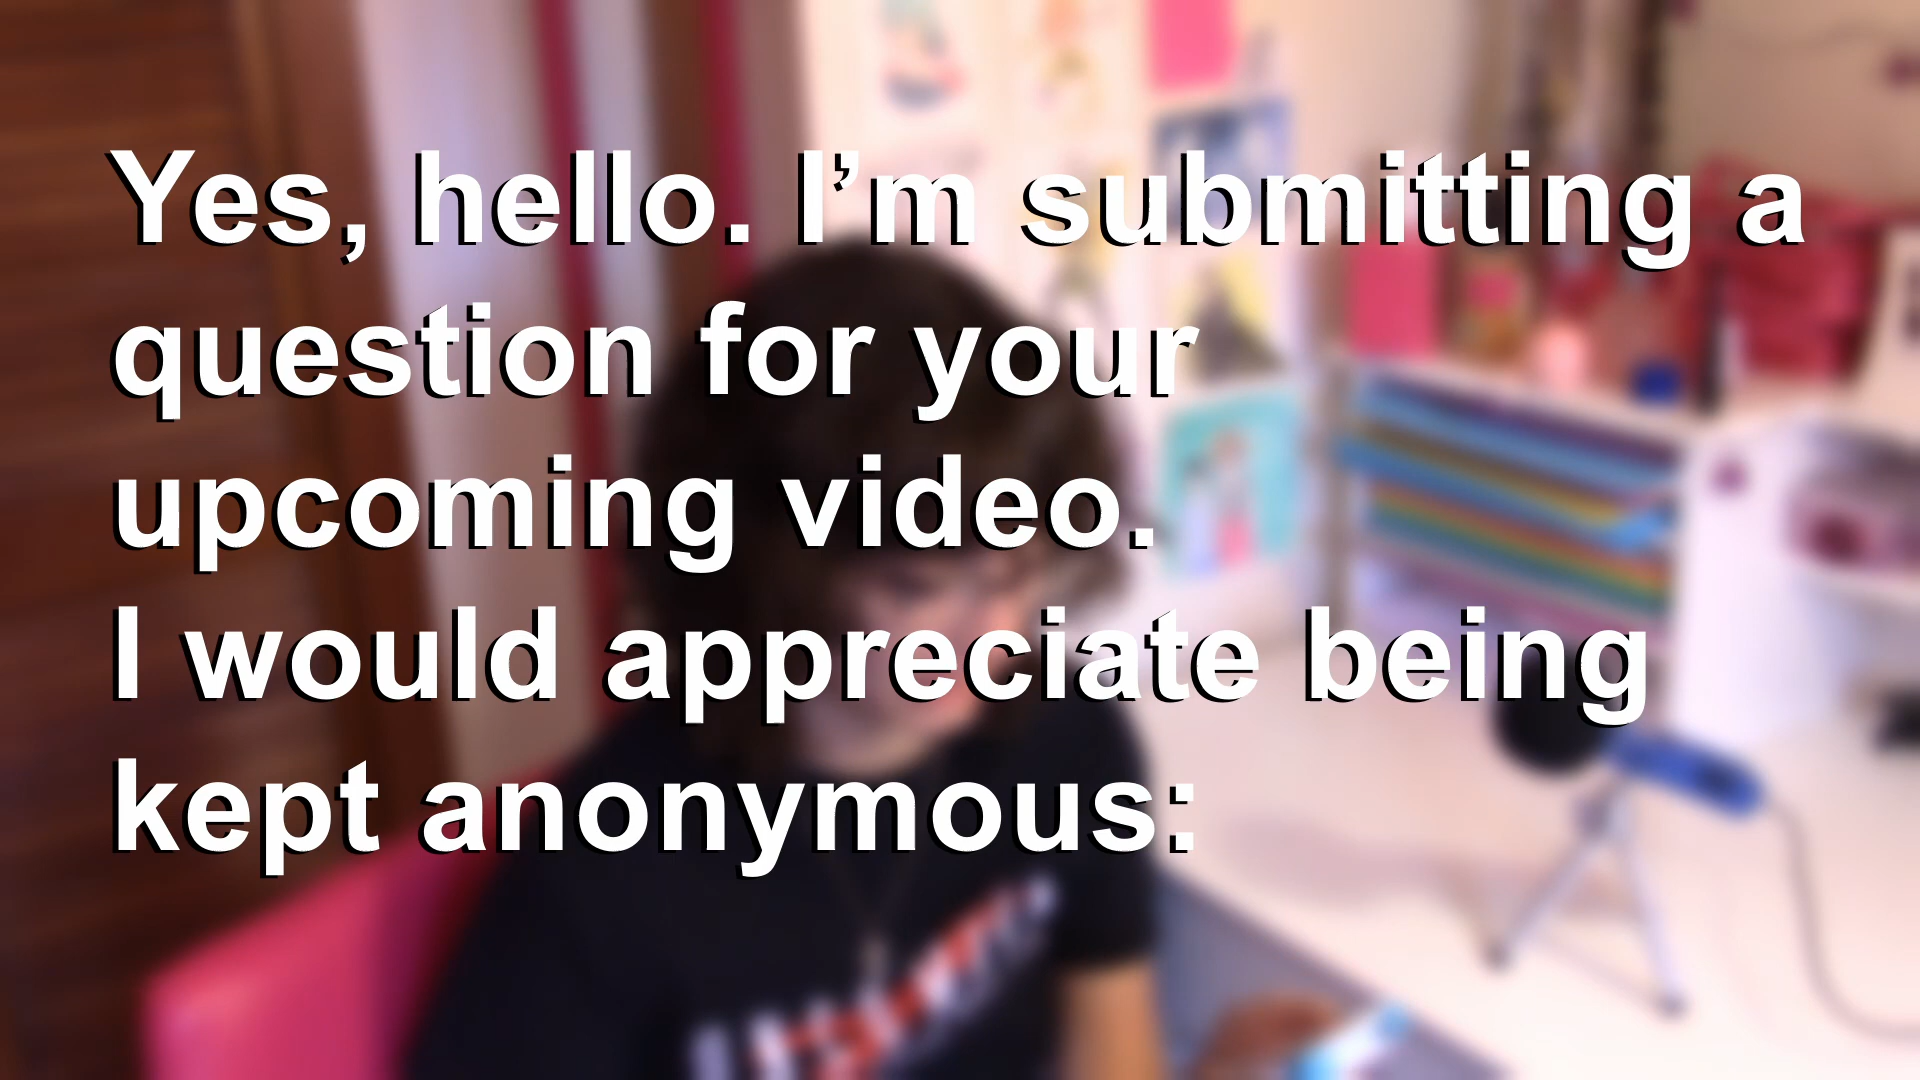 Yes, hello. I’m submitting a
question for your
upcoming video.
I would appreciate being
kept anonymous: